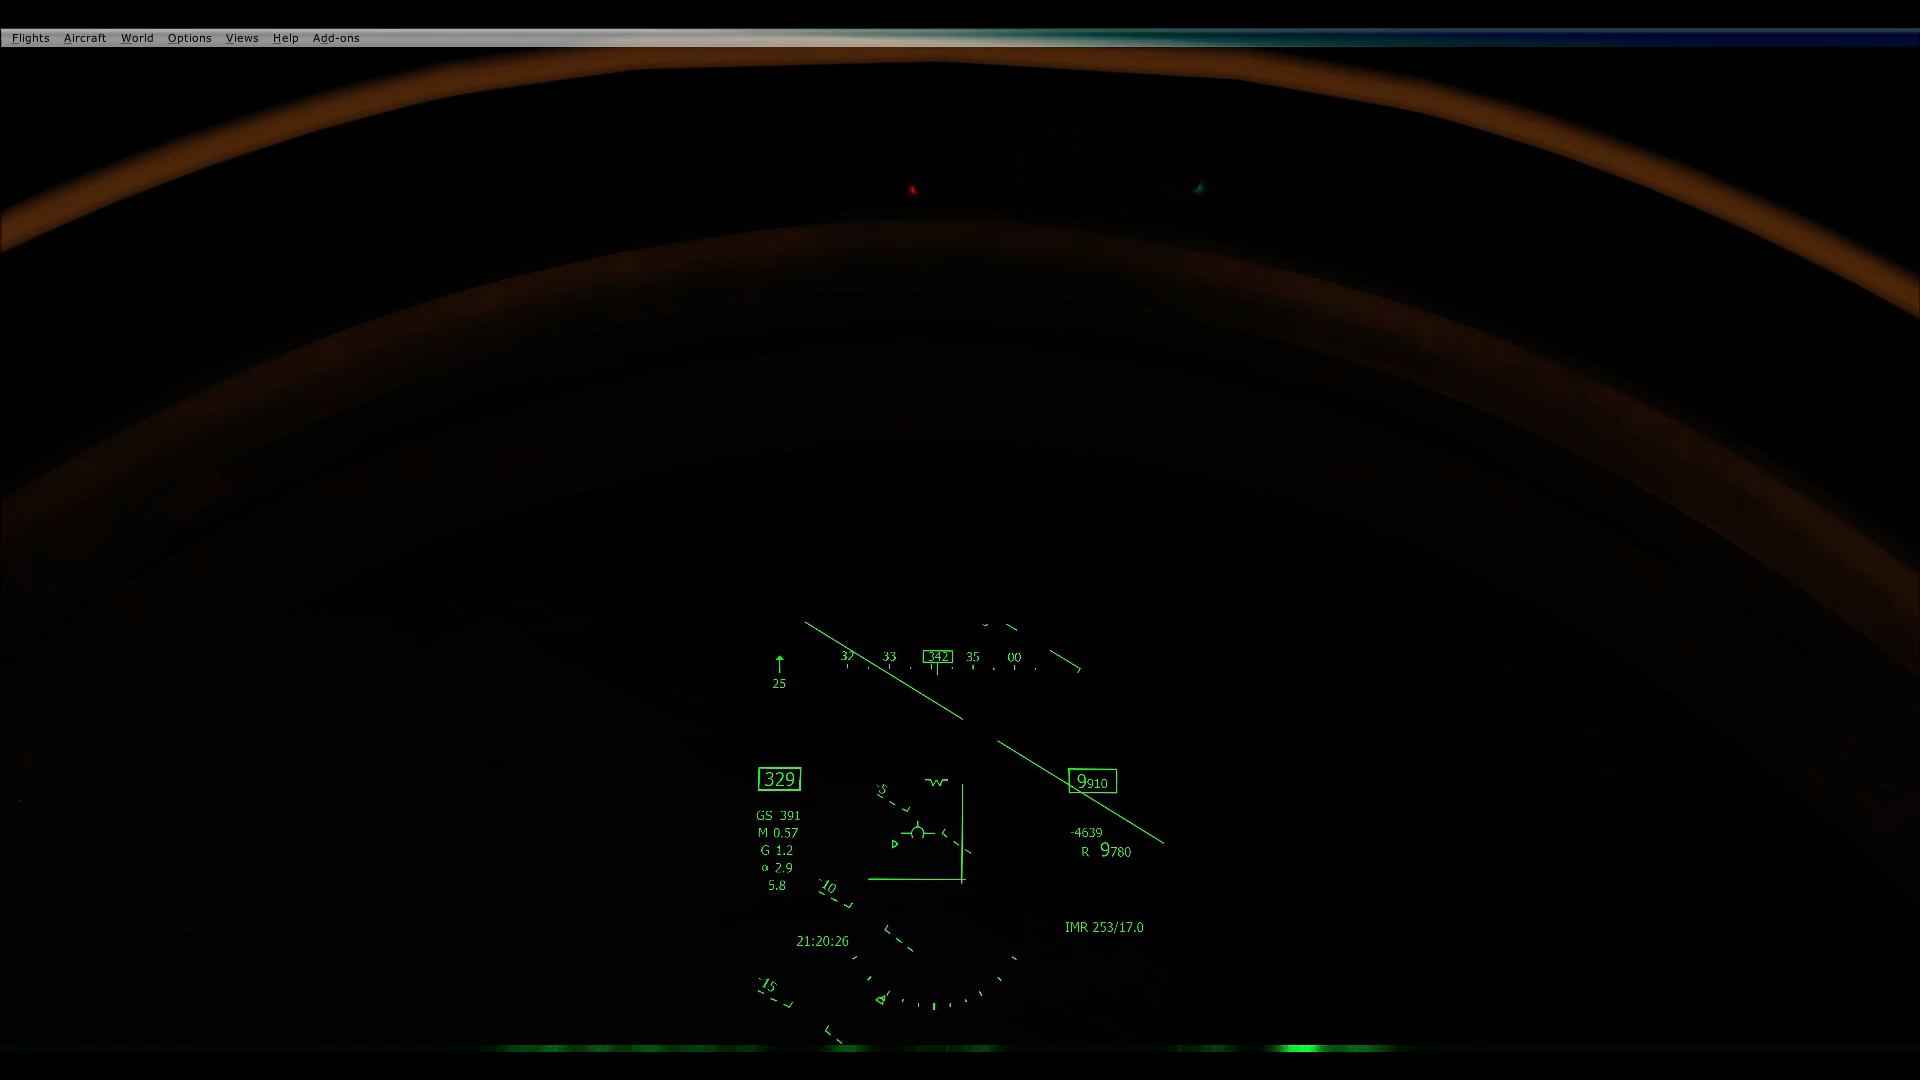 Flights Aircraft World Options Views Help Add-ons
32 33 342 35 00
25
329
9910
-5
GS 391
M 0.57
-4639
G 1.2
R 9780
α 2.9
5.8
-10
IMR 253/17.0
21:20:26
-15